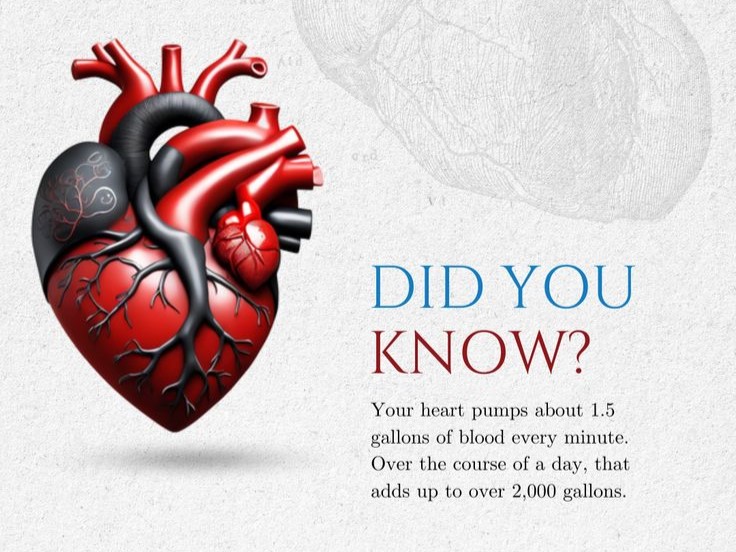 DID YOU
KNOW?
Your heart pumps about 1.5
gallons of blood every minute.
Over the course of a day, that
adds up to over 2,000 gallons.